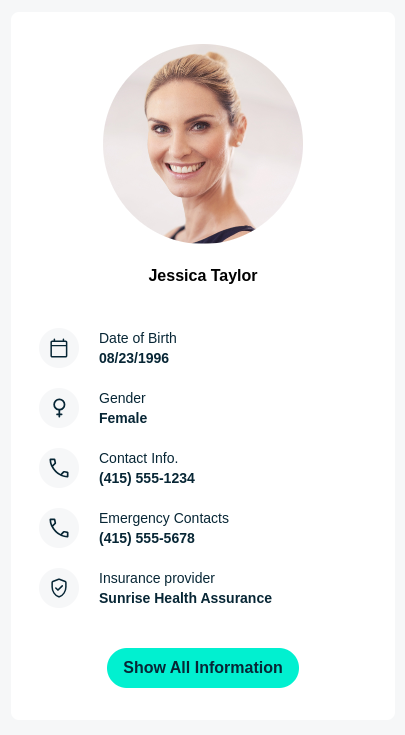 Jessica Taylor
Date of Birth
08/23/1996
Gender
Female
Contact Info.
(415) 555-1234
Emergency Contacts
(415) 555-5678
Insurance provider
Sunrise Health Assurance
Show All Information